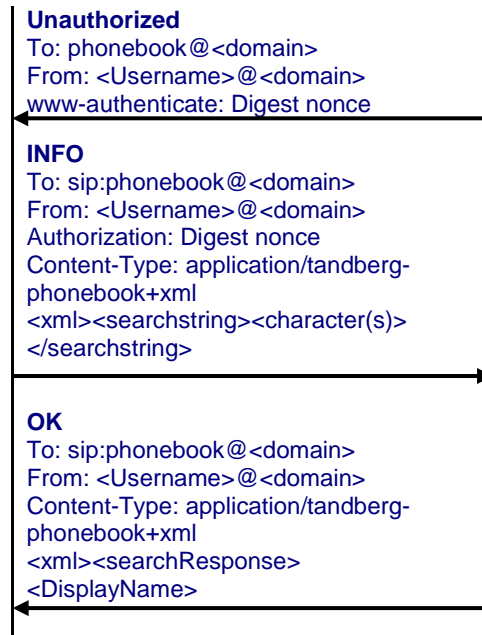 Unauthorized
To: phonebook@<domain>
From: <Username>@<domain>
www-authenticate: Digest nonce
INFO
To: sip:phonebook@<domain>
From: <Username>@<domain>
Authorization: Digest nonce
Content-Type: application/tandberg-
phonebook+xml
<xml><searchstring><character(s)>
</searchstring>
OK
To: sip:phonebook@<domain>
From: <Username>@<domain>
Content-Type: application/tandberg-
phonebook+xml
<xml><searchResponse>
<DisplayName>